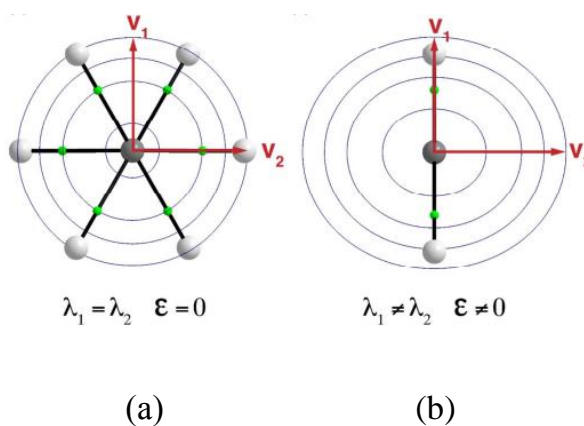 v₁
v₂
λ₁ = λ₂ ε = 0
(a)
v₁
v
λ₁ ≠ λ₂ ε ≠ 0
(b)